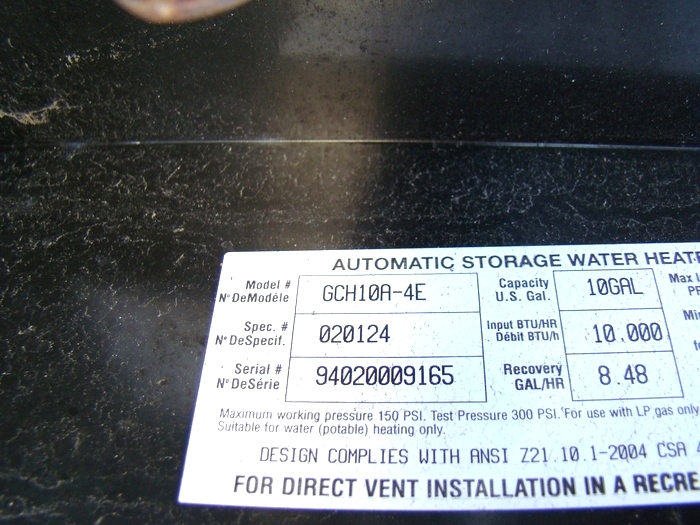 AUTOMATIC STORAGE WATER HEAT
Model # GCH10A-4E Capacity 10GAL Max
N° DeModéle U.S. Gal.
Spec. # 020124 Input BTU/HR 10.000
N° DeSpecif. Débit BTU/h
Serial # 94020009165 Recovery 8.48
N° DeSérie GAL/HR
Maximum working pressure 150 PSI. Test Pressure 300 PSI. For use with LP gas only
Suitable for water (potable) heating only.
DESIGN COMPLIES WITH ANSI Z21.10.1-2004 CSA
FOR DIRECT VENT INSTALLATION IN A RECRE